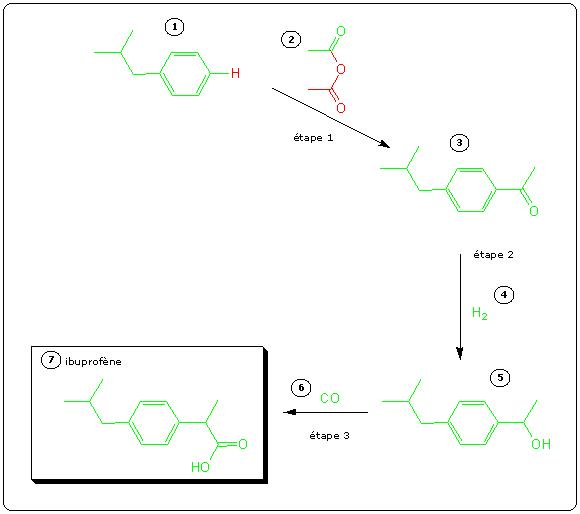 1
2
O
O
O
H
étape 1
3
O
étape 2
4
H2
5
OH
6
CO
étape 3
7 ibuprofène
O
HO